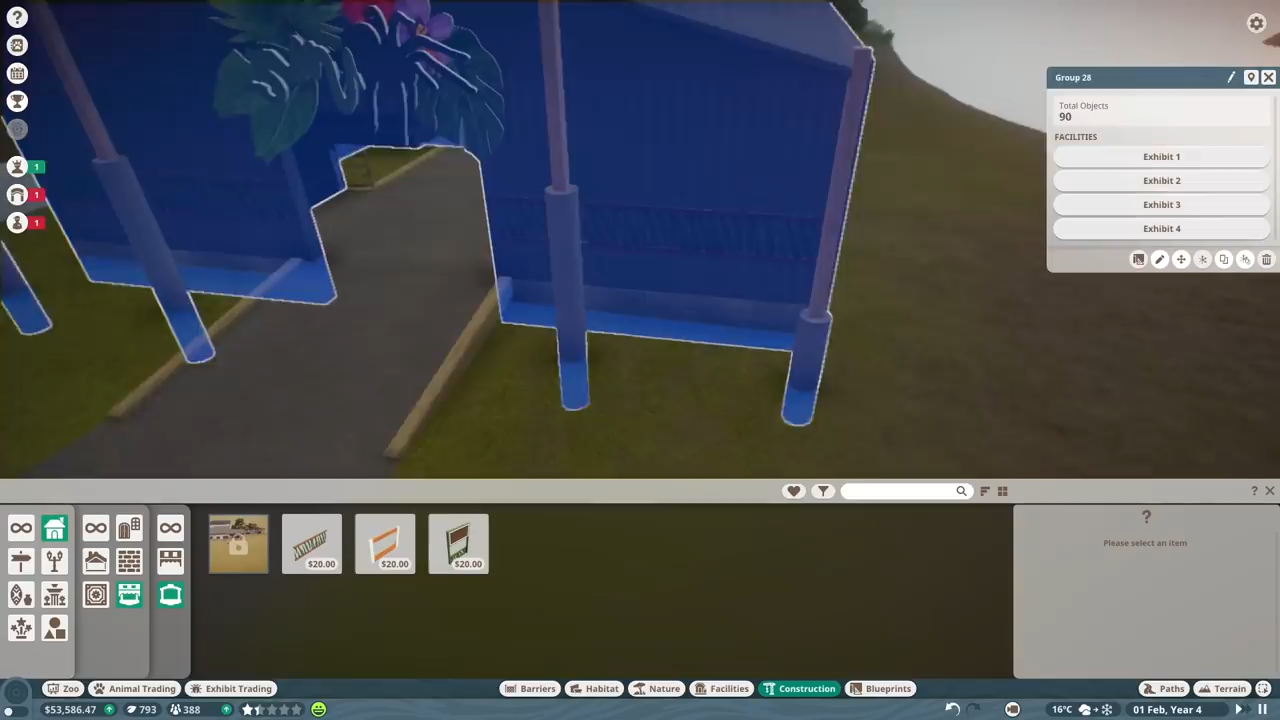 ?
1
1
1
Group 28
Total Objects
90
FACILITIES
Exhibit 1
Exhibit 2
Exhibit 3
Exhibit 4
?
$20.00
$20.00
$20.00
?
Please select an item
Zoo
Animal Trading
Exhibit Trading
Barriers
Habitat
Nature
Facilities
Construction
Blueprints
Paths
Terrain
$53,586.47
793
388
16°C
01 Feb, Year 4